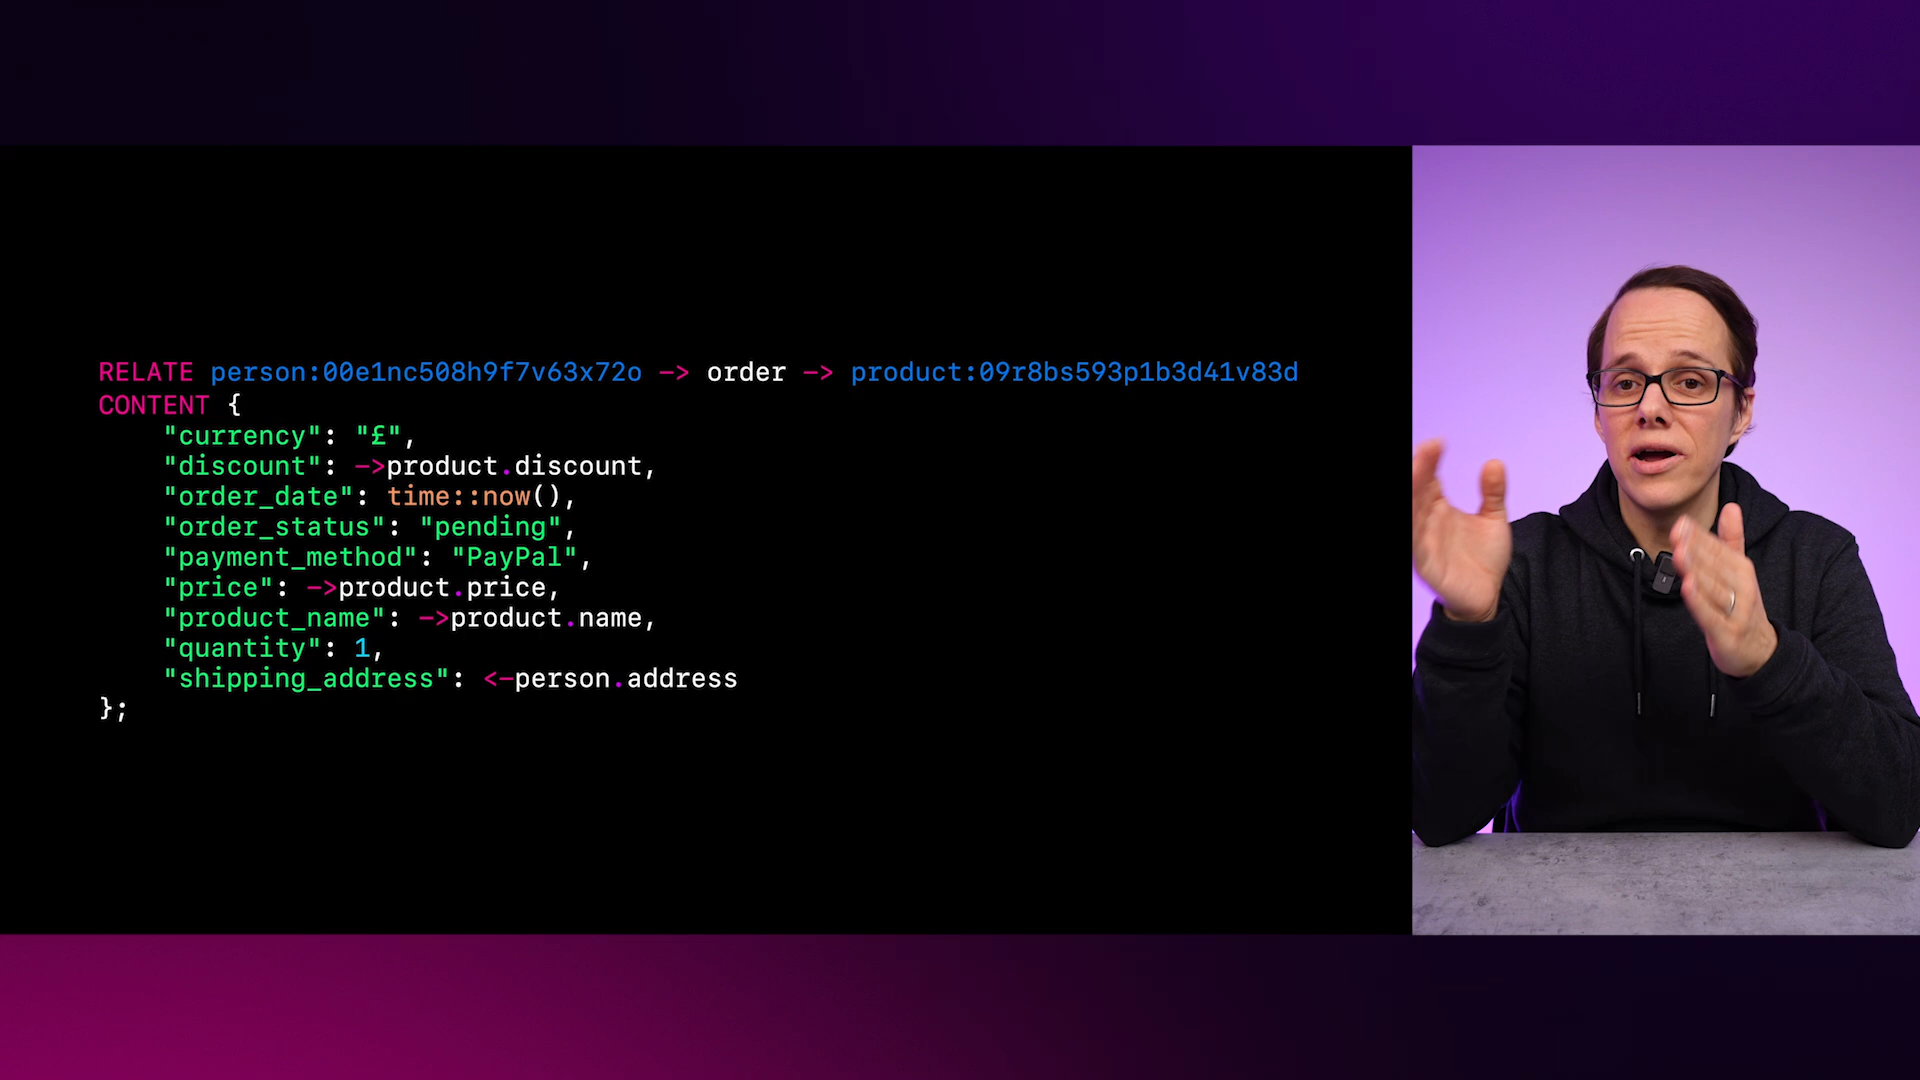 RELATE person:00e1nc508h9f7v63x72o -> order -> product:09r8bs593p1b3d41v83d
CONTENT {
    "currency": "£",
    "discount": ->product.discount,
    "order_date": time::now(),
    "order_status": "pending",
    "payment_method": "PayPal",
    "price": ->product.price,
    "product_name": ->product.name,
    "quantity": 1,
    "shipping_address": <-person.address
};